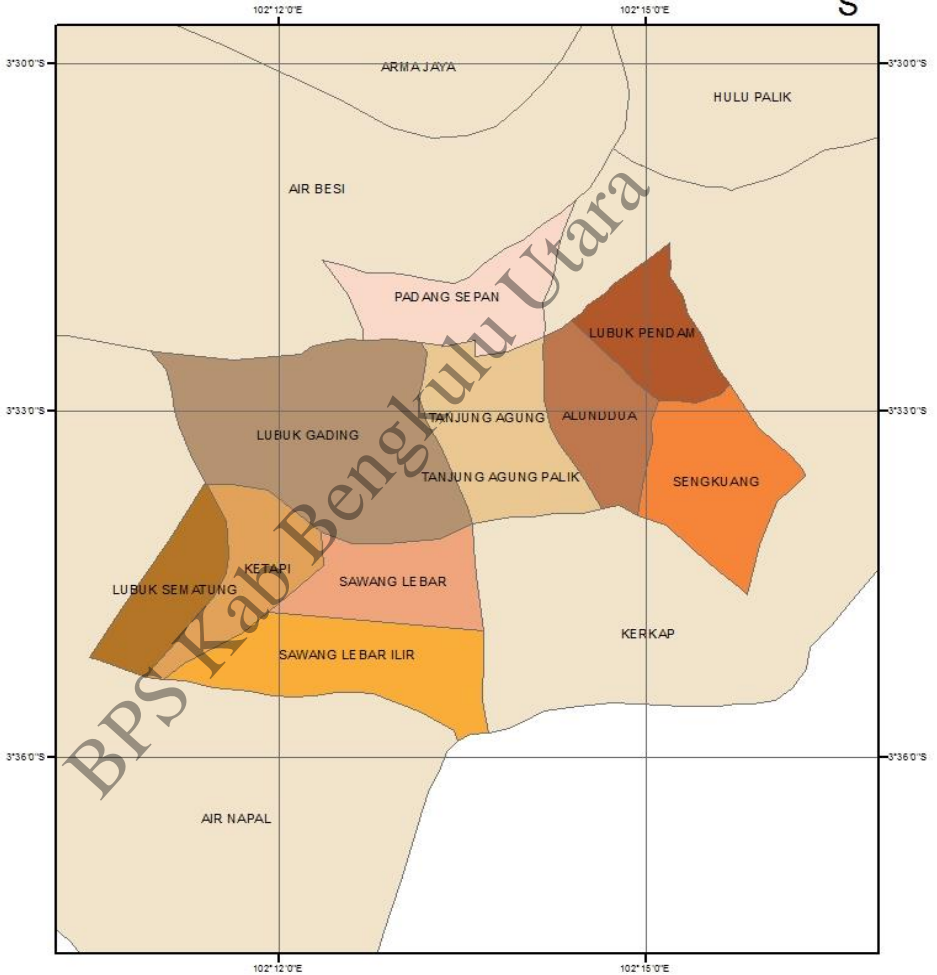 S
102°12'0"E 102°15'0"E
3°30'0"S 3°30'0"S
ARMA JAYA
HULU PALIK
AIR BESI
PADANG SEPAN
LUBUK PENDAM
3°33'0"S 3°33'0"S
TANJUNG AGUNG
ALUNDDUA
LUBUK GADING
TANJUNG AGUNG PALIK
SENGKUANG
KETAPI
SAWANG LEBAR
LUBUK SEMATUNG
KERKAP
SAWANG LEBAR ILIR
3°36'0"S 3°36'0"S
AIR NAPAL
102°12'0"E 102°15'0"E
BPS Kab Bengkulu Utara